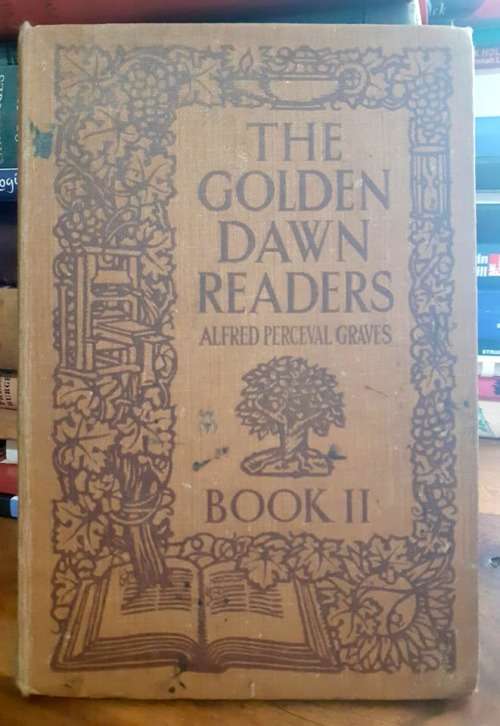 THE
GOLDEN
DAWN
READERS
ALFRED PERCEVAL GRAVES
BOOK II